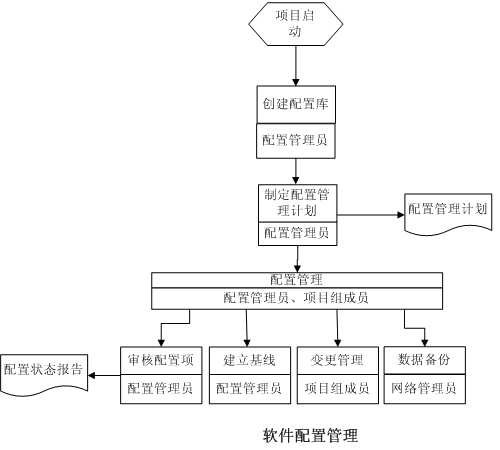 项目启
动
创建配置库
配置管理员
制定配置管
理计划
配置管理员
配置管理计划
配置管理
配置管理员、项目组成员
审核配置项
配置管理员
建立基线
配置管理员
变更管理
项目组成员
数据备份
网络管理员
配置状态报告
软件配置管理